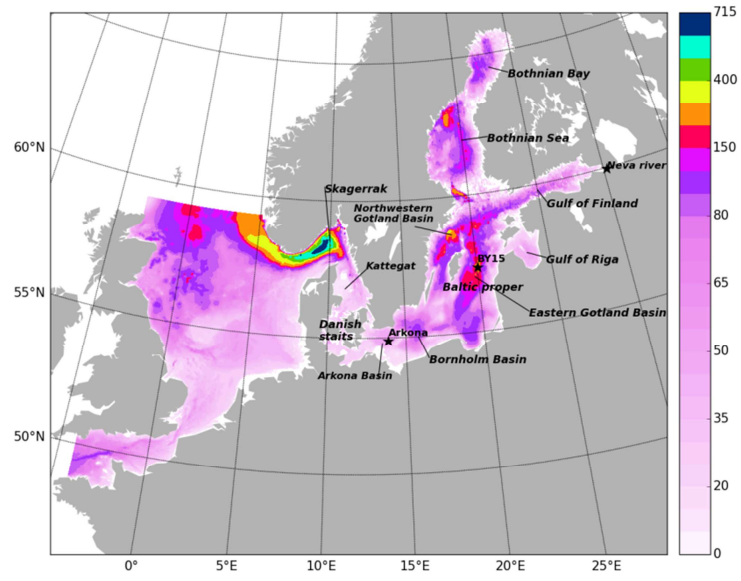 715
400
150
80
65
35
20
0
60°N
55°N
50°N
0°
5°E
10°E
15°E
20°E
25°E
Bothnian Bay
Bothnian Sea
Neva river
Skagerrak
Northwestern
Gotland Basin
Gulf of Finland
Kattegat
BY15
Gulf of Riga
Baltic proper
Eastern Gotland Basin
Danish
staits
Arkona
Bornholm Basin
Arkona Basin